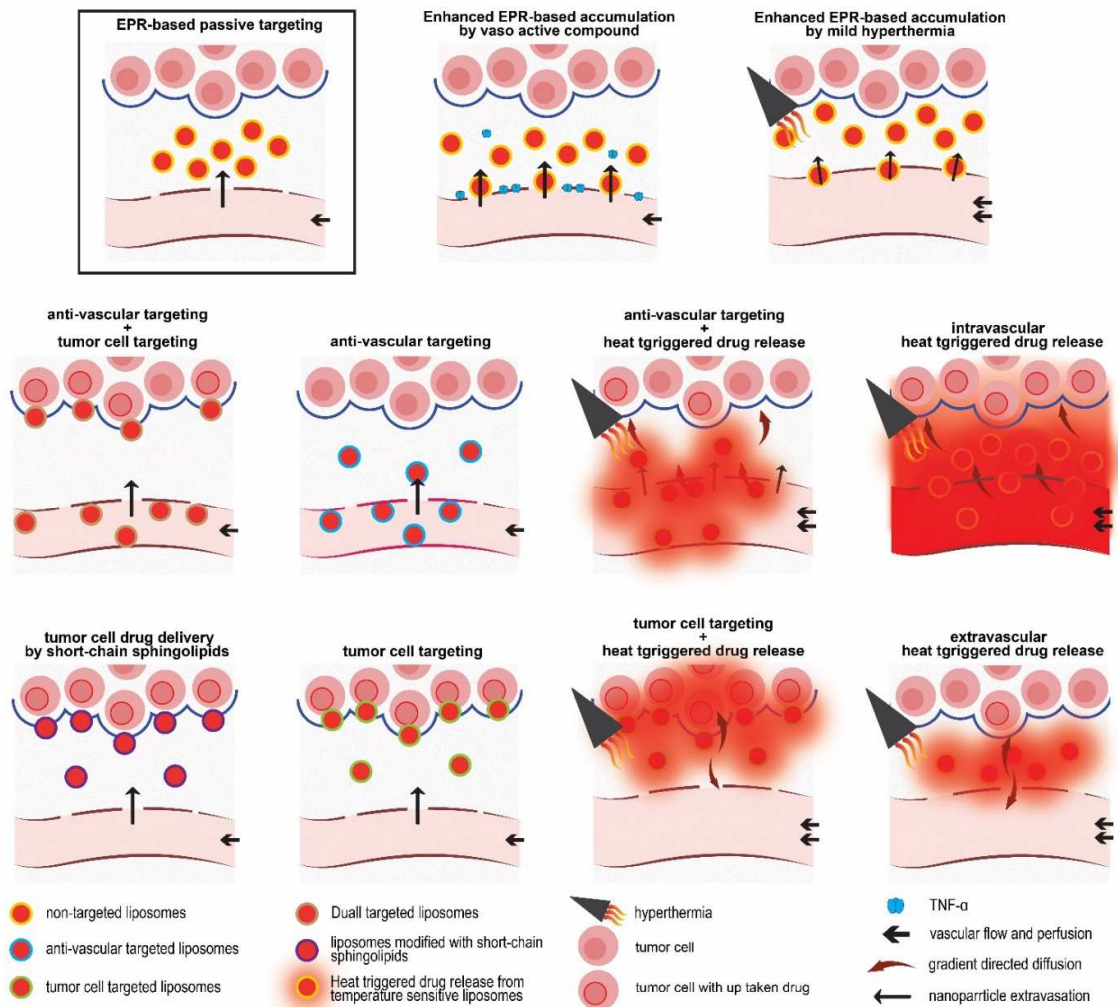 EPR-based passive targeting
Enhanced EPR-based accumulation
by vaso active compound
Enhanced EPR-based accumulation
by mild hyperthermia
anti-vascular targeting
+
tumor cell targeting
anti-vascular targeting
anti-vascular targeting
+
heat tgriggered drug release
intravascular
heat tgriggered drug release
tumor cell drug delivery
by short-chain sphingolipids
tumor cell targeting
tumor cell targeting
+
heat tgriggered drug release
extravascular
heat tgriggered drug release
non-targeted liposomes
anti-vascular targeted liposomes
tumor cell targeted liposomes
Duall targeted liposomes
liposomes modified with short-chain
sphingolipids
Heat triggered drug release from
temperature sensitive liposomes
hyperthermia
tumor cell
tumor cell with up taken drug
TNF-α
vascular flow and perfusion
gradient directed diffusion
nanoparticle extravasation